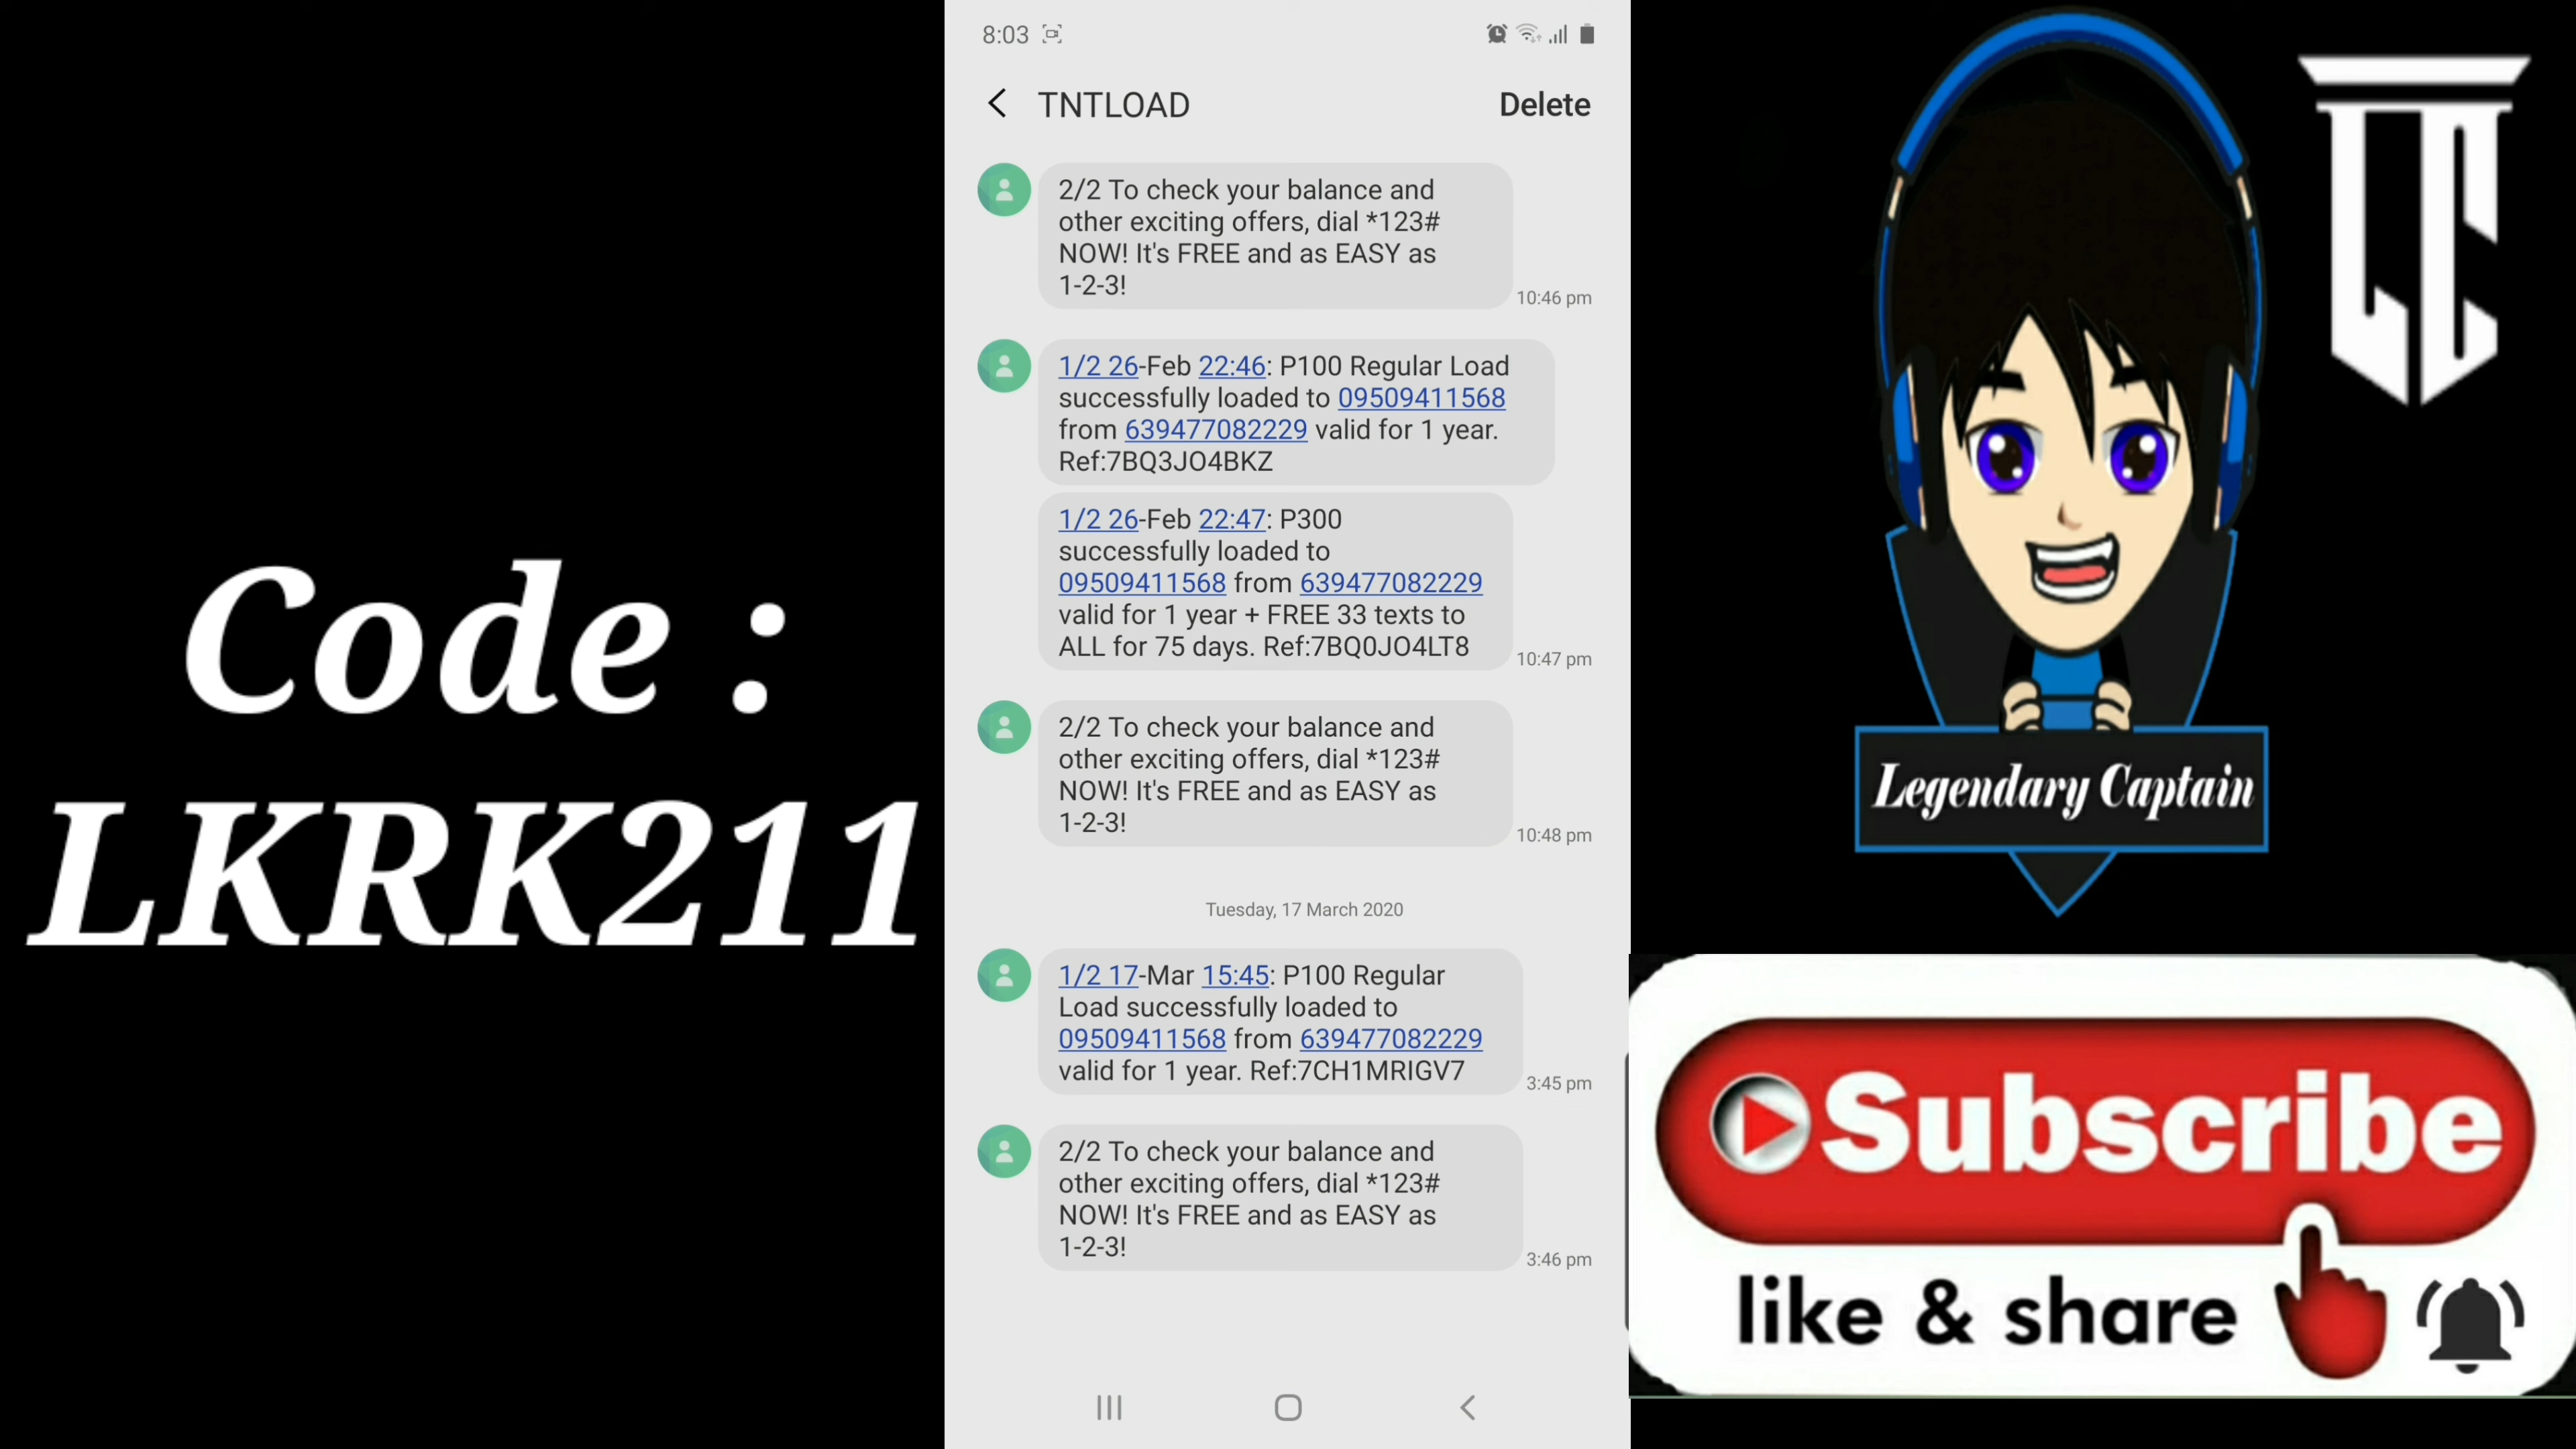 Code :
LKRK211
8:03
TNTLOAD
Delete
2/2 To check your balance and
other exciting offers, dial *123#
NOW! It's FREE and as EASY as
1-2-3!
10:46 pm
1/2 26-Feb 22:46: P100 Regular Load
successfully loaded to 09509411568
from 639477082229 valid for 1 year.
Ref:7BQ3JO4BKZ
1/2 26-Feb 22:47: P300
successfully loaded to
09509411568 from 639477082229
valid for 1 year + FREE 33 texts to
ALL for 75 days. Ref:7BQ0JO4LT8
10:47 pm
2/2 To check your balance and
other exciting offers, dial *123#
NOW! It's FREE and as EASY as
1-2-3!
10:48 pm
Tuesday, 17 March 2020
1/2 17-Mar 15:45: P100 Regular
Load successfully loaded to
09509411568 from 639477082229
valid for 1 year. Ref:7CH1MRIGV7
3:45 pm
2/2 To check your balance and
other exciting offers, dial *123#
NOW! It's FREE and as EASY as
1-2-3!
3:46 pm
LC
Legendary Captain
Subscribe
like & share